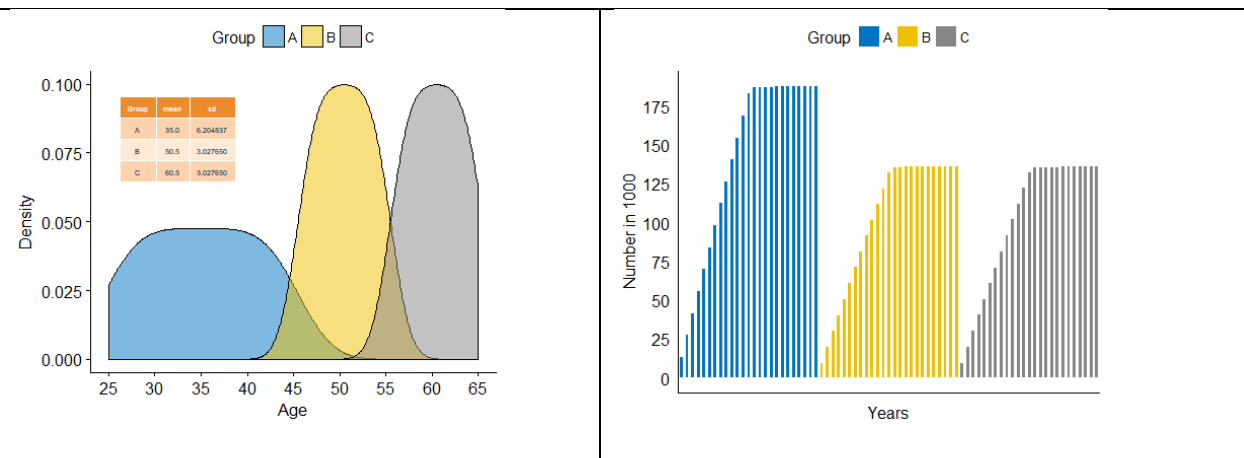 Group A B C
0.100
0.075
0.050
0.025
0.000
Density
Group mean sd
A 35.0 6.204837
B 50.5 3.027650
C 60.5 3.027650
25 30 35 40 45 50 55 60 65
Age
Group A B C
175
150
125
100
75
50
25
0
Number in 1000
Years